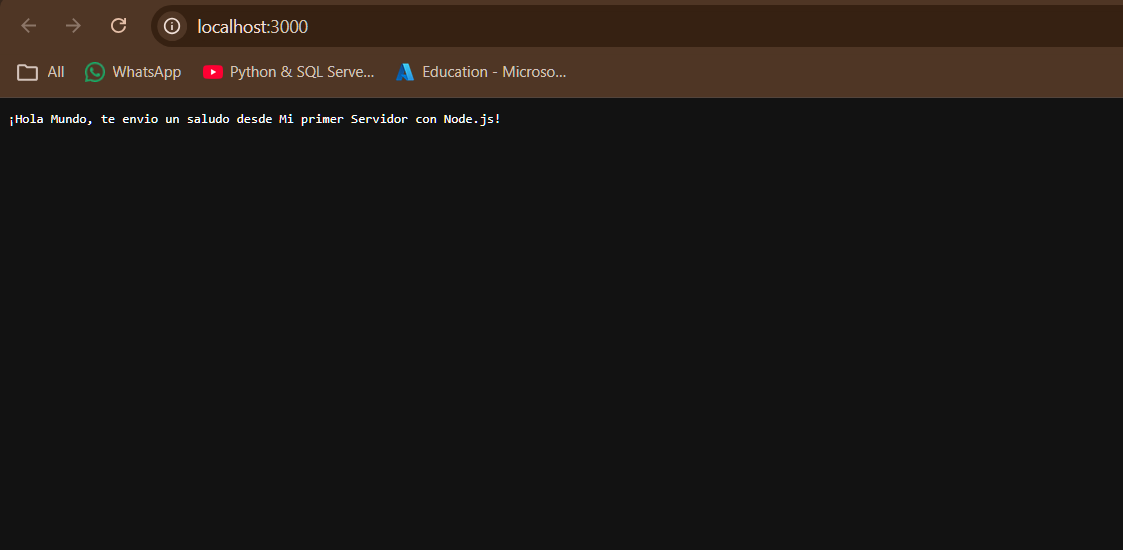 localhost:3000
All
WhatsApp
Python & SQL Serve...
Education - Microso...
¡Hola Mundo, te envio un saludo desde Mi primer Servidor con Node.js!